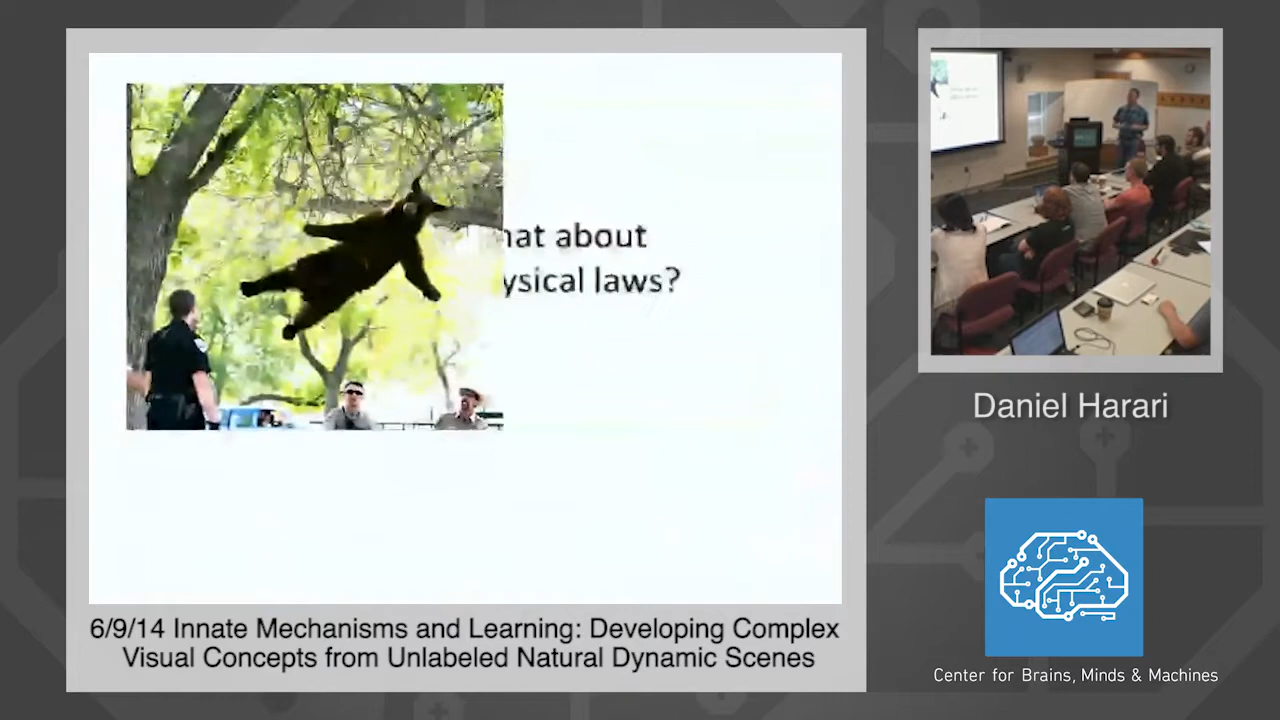 hat about
ysical laws?
Daniel Harari
6/9/14 Innate Mechanisms and Learning: Developing Complex
Visual Concepts from Unlabeled Natural Dynamic Scenes
Center for Brains, Minds & Machines